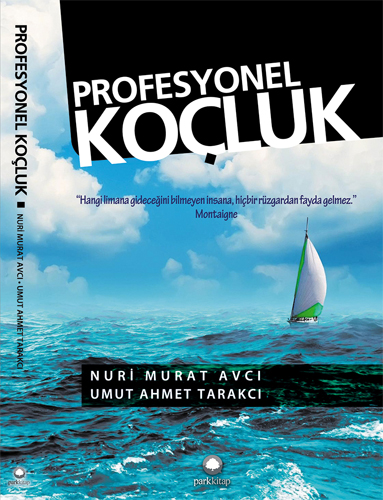 PROFESYONEL KOÇLUK ■ NURİ MURAT AVCI • UMUT AHMET TARAKCI
parkkitap
PROFESYONEL
KOÇLUK
“Hangi limana gideceğini bilmeyen insana, hiçbir rüzgardan fayda gelmez.”
Montaigne
NURİ MURAT AVCI
UMUT AHMET TARAKCI
parkkitap